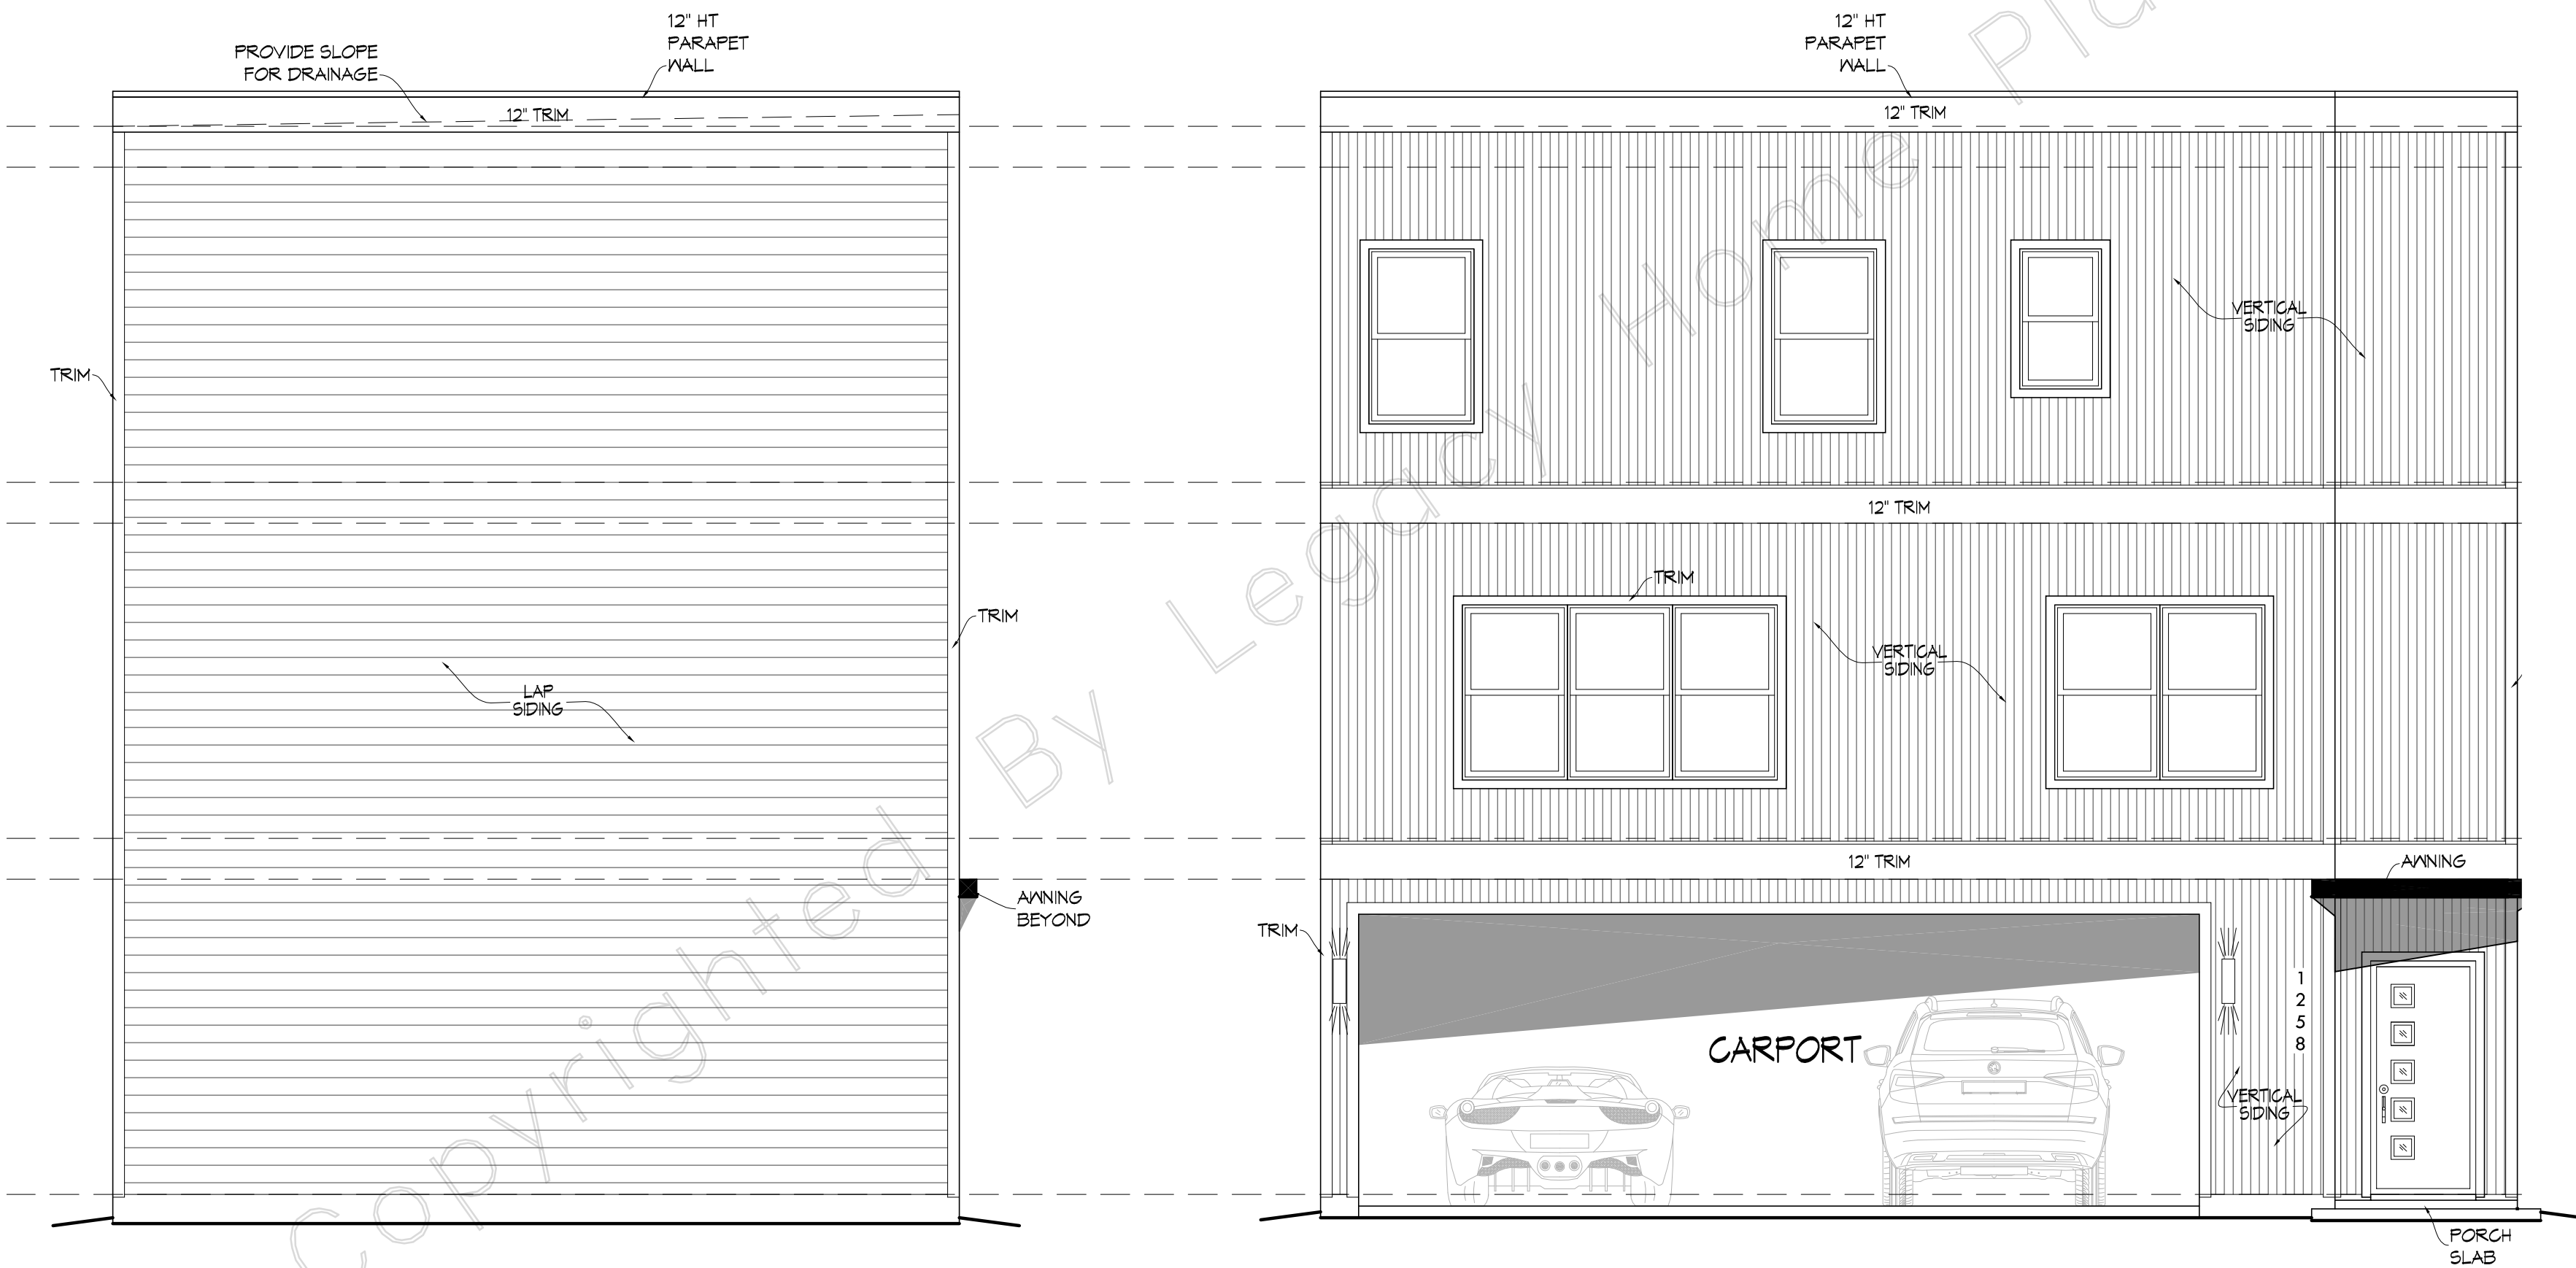 12" HT
PARAPET
WALL
PROVIDE SLOPE
FOR DRAINAGE
12" TRIM
TRIM
TRIM
LAP
SIDING
AWNING
BEYOND
12" HT
PARAPET
WALL
12" TRIM
VERTICAL
SIDING
12" TRIM
TRIM
VERTICAL
SIDING
12" TRIM
AWNING
TRIM
CARPORT
1
2
5
8
VERTICAL
SIDING
PORCH
SLAB
Copyrighted By Legacy Home Pla